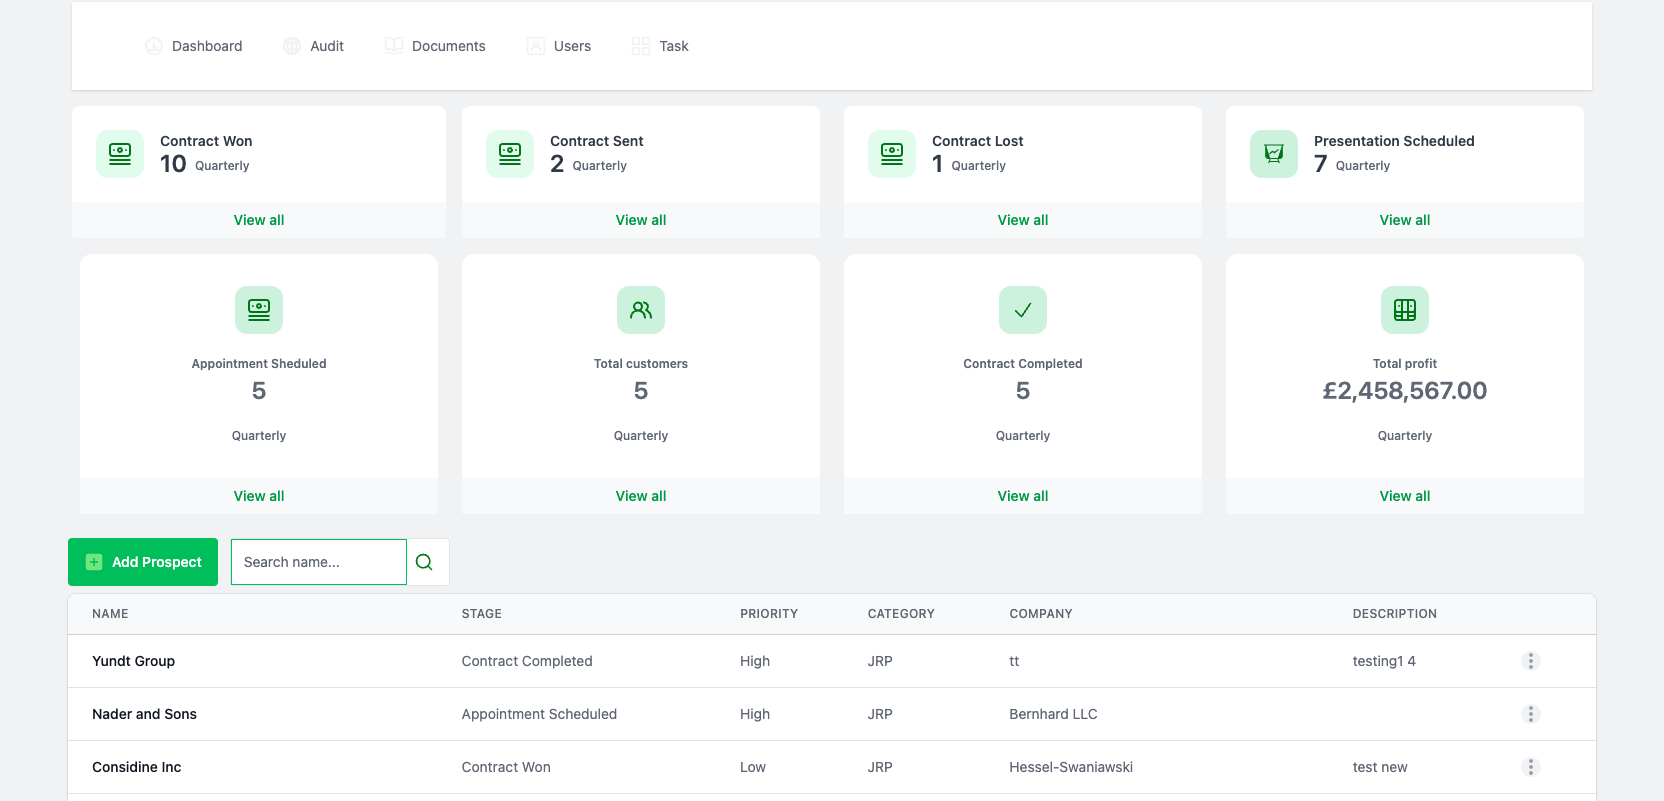 Dashboard Audit Documents Users Task
Contract Won
10 Quarterly
View all
Contract Sent
2 Quarterly
View all
Contract Lost
1 Quarterly
View all
Presentation Scheduled
7 Quarterly
View all
Appointment Sheduled
5
Quarterly
View all
Total customers
5
Quarterly
View all
Contract Completed
5
Quarterly
View all
Total profit
£2,458,567.00
Quarterly
View all
Add Prospect Search name...
NAME STAGE PRIORITY CATEGORY COMPANY DESCRIPTION
Yundt Group Contract Completed High JRP tt testing1 4
Nader and Sons Appointment Scheduled High JRP Bernhard LLC
Considine Inc Contract Won Low JRP Hessel-Swaniawski test new